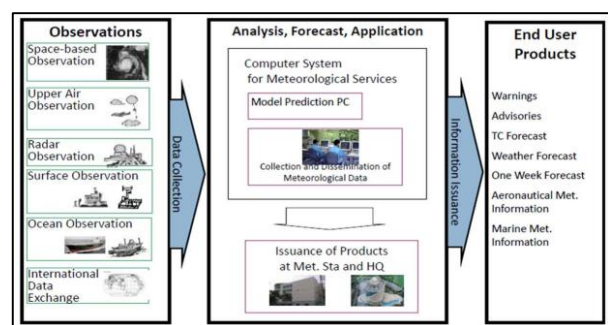 Observations
Space-based
Observation
Upper Air
Observation
Radar
Observation
Surface Observation
Ocean Observation
International
Data
Exchange
Data Collection
Analysis, Forecast, Application
Computer System
for Meteorological Services
Model Prediction PC
Collection and Dissemination of
Meteorological Data
Issuance of Products
at Met. Sta and HQ
Information Issuance
End User
Products
Warnings
Advisories
TC Forecast
Weather Forecast
One Week Forecast
Aeronautical Met.
Information
Marine Met.
Information